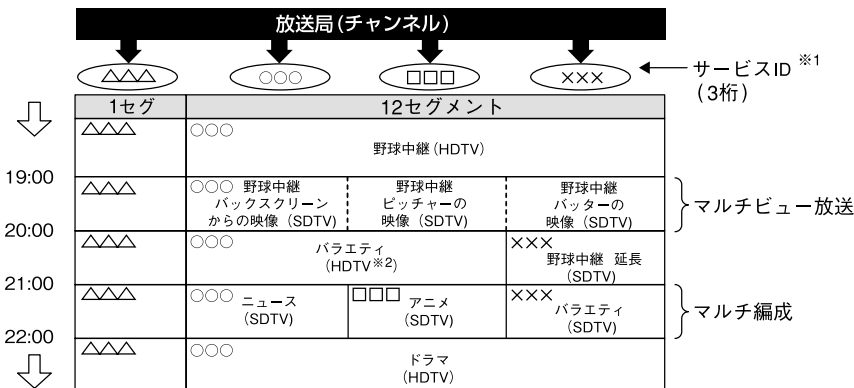 放送局(チャンネル)
△△△ ○○○ □□□ ××× サービスID ※1
(3桁)
1セグ 12セグメント
△△△ ○○○
野球中継(HDTV)
19:00
△△△ ○○○ 野球中継
バックスクリーン
からの映像(SDTV)
野球中継
ピッチャーの
映像(SDTV)
野球中継
バッターの
映像(SDTV)
マルチビュー放送
20:00
△△△ ○○○
バラエティ
(HDTV※2)
×××
野球中継 延長
(SDTV)
21:00
△△△ ○○○ ニュース
(SDTV)
□□□ アニメ
(SDTV)
×××
バラエティ
(SDTV)
マルチ編成
22:00
△△△ ○○○
ドラマ
(HDTV)